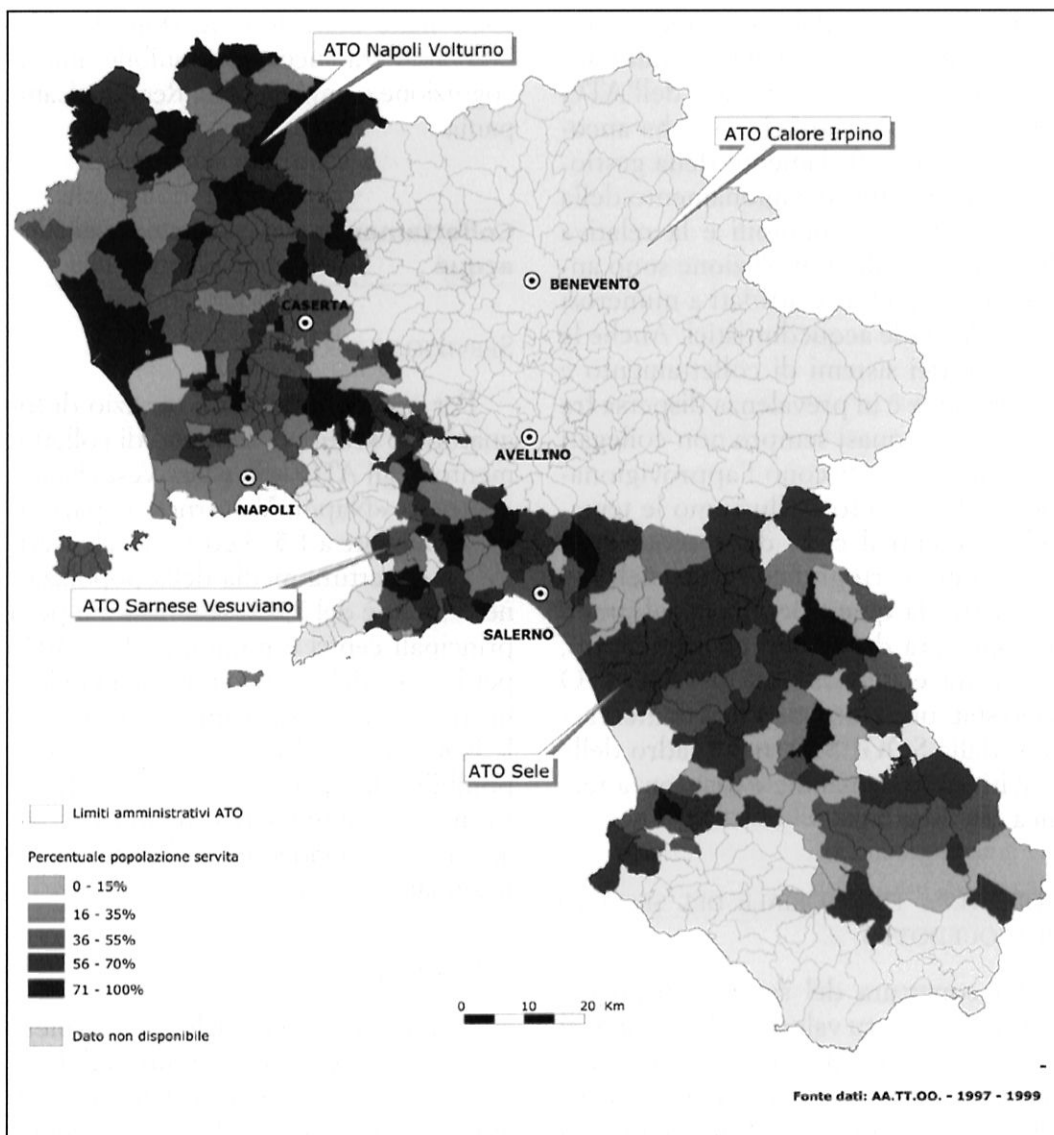 ATO Napoli Volturno
ATO Calore Irpino
BENEVENTO
CASERTA
AVELLINO
NAPOLI
ATO Sarnese Vesuviano
SALERNO
ATO Sele
Limiti amministrativi ATO
Percentuale popolazione servita
0 - 15%
16 - 35%
36 - 55%
56 - 70%
71 - 100%
Dato non disponibile
0 10 20 Km
Fonte dati: AA.TT.OO. - 1997 - 1999